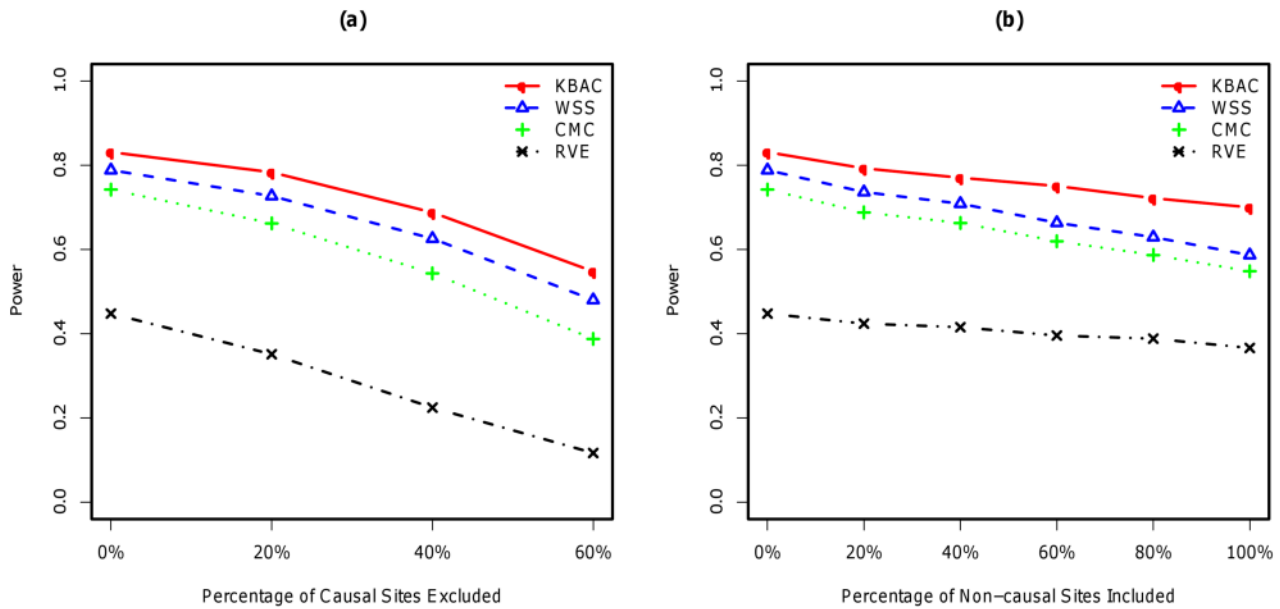 (a)
Power
1.0
0.8
0.6
0.4
0.2
0.0
KBAC
WSS
CMC
RVE
0%
20%
40%
60%
Percentage of Causal Sites Excluded
(b)
Power
1.0
0.8
0.6
0.4
0.2
0.0
KBAC
WSS
CMC
RVE
0%
20%
40%
60%
80%
100%
Percentage of Non−causal Sites Included